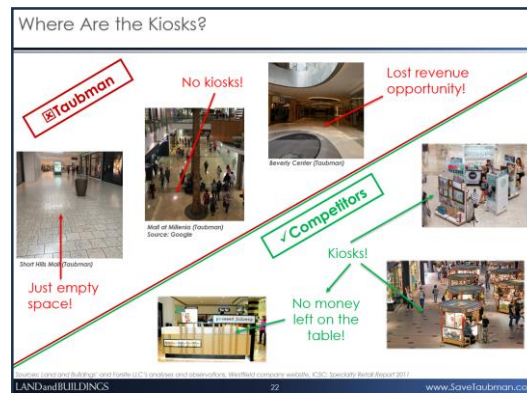 Where Are the Kiosks?
Taubman
No kiosks!
Lost revenue
opportunity!
Beverly Center (Taubman)
Mall at Millenia (Taubman)
Source: Google
✓Competitors
Short Hills Mall (Taubman)
Kiosks!
Just empty
space!
No money
left on the
table!
Sources: Land and Buildings' and Forsite LLC's analyses and observations, Westfield company website, ICSC: Specialty Retail Report 2011
LANDandBUILDINGS
22
www.SaveTaubman.co